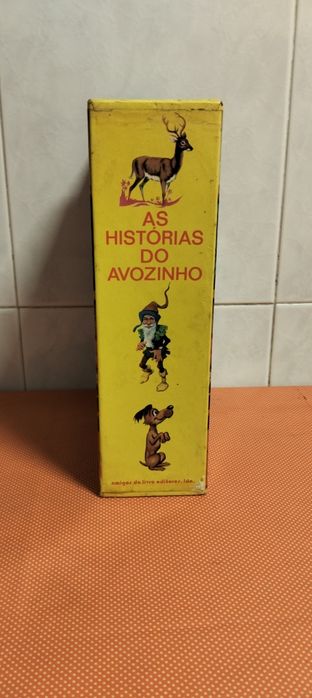 AS
HISTÓRIAS
DO
AVOZINHO
amigos do livro editores, lda.